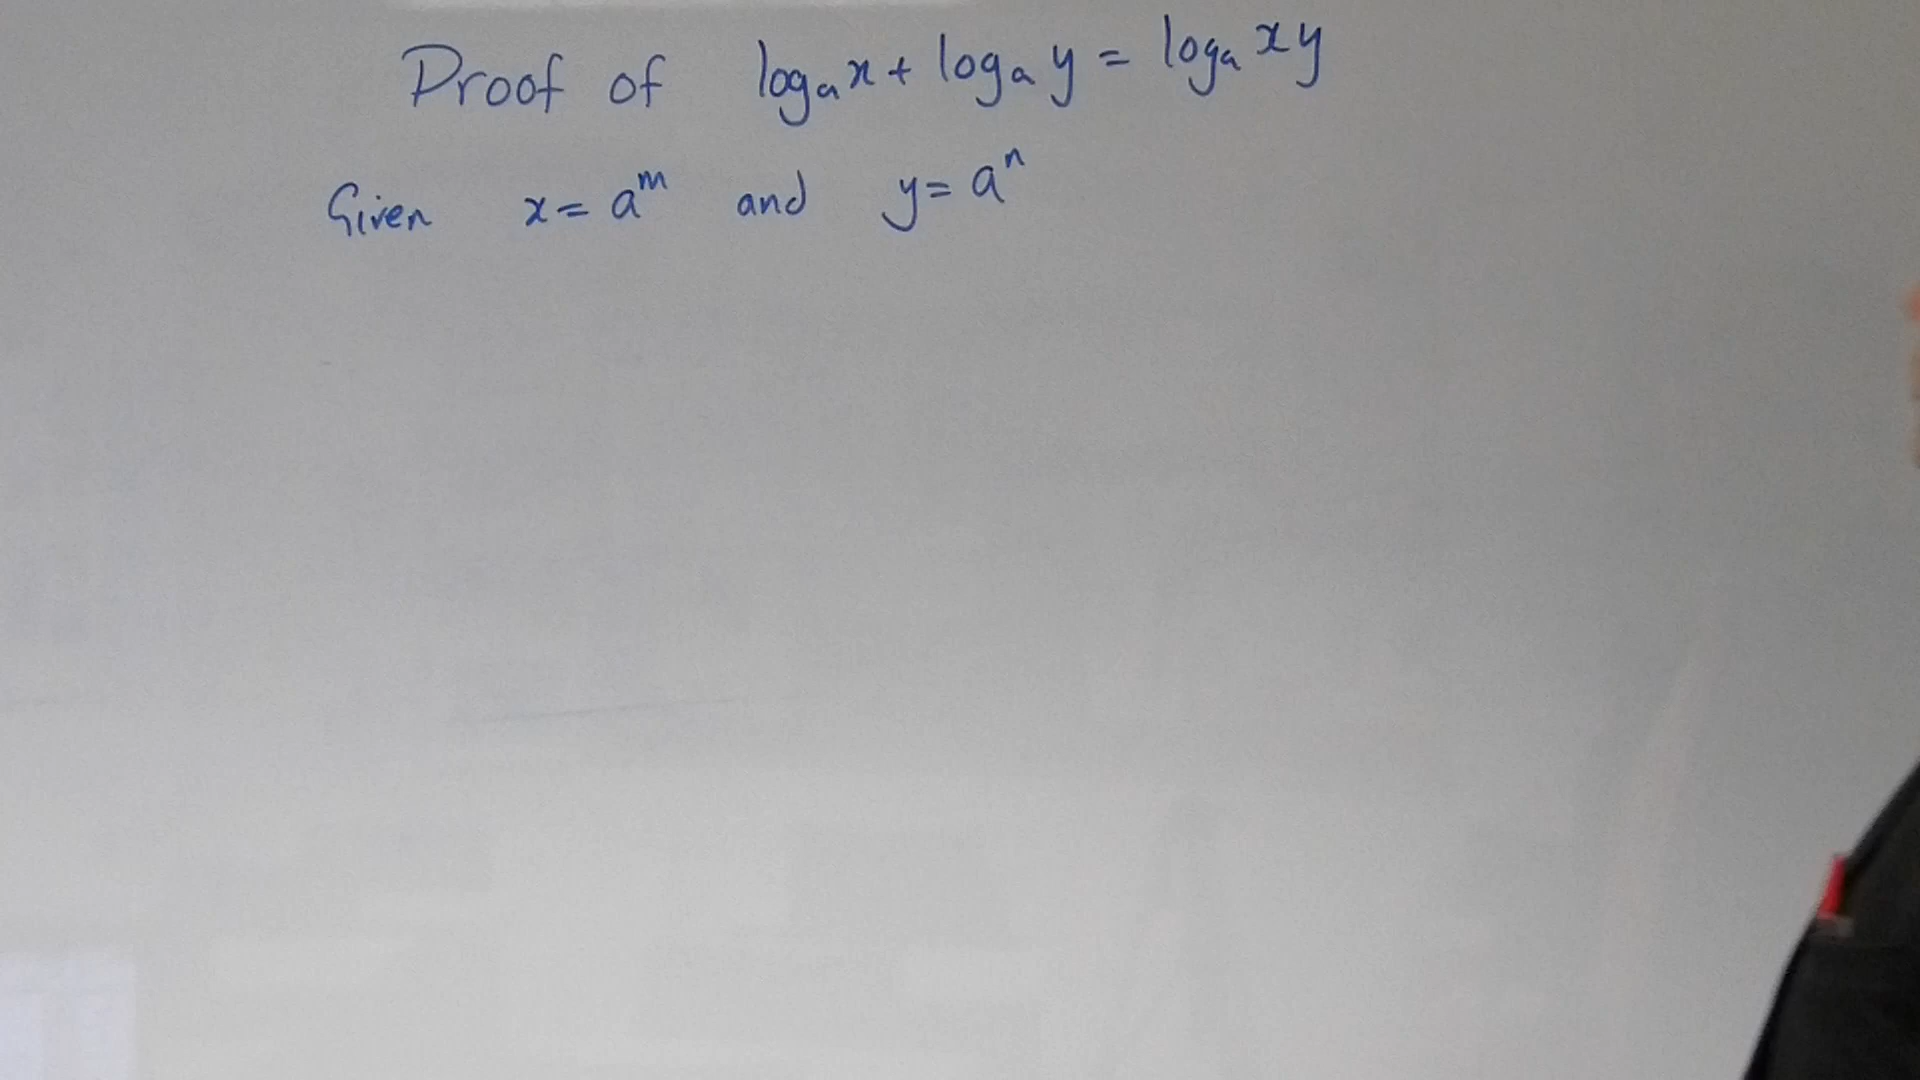 Proof of logₐx + logₐy = logₐxy
Given x = aᵐ and y = aⁿ